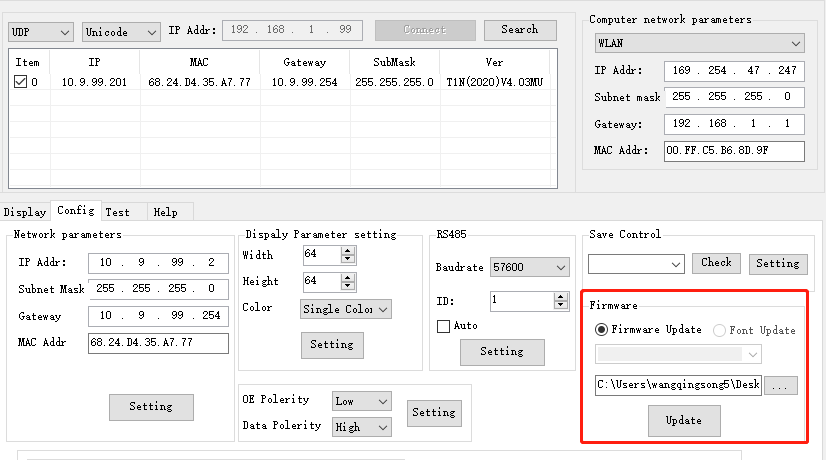 UDP Unicode IP Addr: 192 . 168 . 1 . 99 Connect Search
Item IP MAC Gateway SubMask Ver
0 10.9.99.201 68.24.D4.35.A7.77 10.9.99.254 255.255.255.0 T1N(2020)V4.03MU
Computer network parameters
WLAN
IP Addr: 169 . 254 . 47 . 247
Subnet mask 255 . 255 . 255 . 0
Gateway: 192 . 168 . 1 . 1
MAC Addr: 00.FF.C5.B6.8D.9F
Display Config Test Help
Network parameters
IP Addr: 10 . 9 . 99 . 2
Subnet Mask 255 . 255 . 255 . 0
Gateway 10 . 9 . 99 . 254
MAC Addr 68.24.D4.35.A7.77
Setting
Dispaly Parameter setting
Width 64
Height 64
Color Single Color
Setting
OE Polerity Low
Data Polerity High
Setting
RS485
Baudrate 57600
ID: 1
Auto
Setting
Save Control
Check Setting
Firmware
Firmware Update Font Update
C:\Users\wangqingsong5\Desk ...
Update